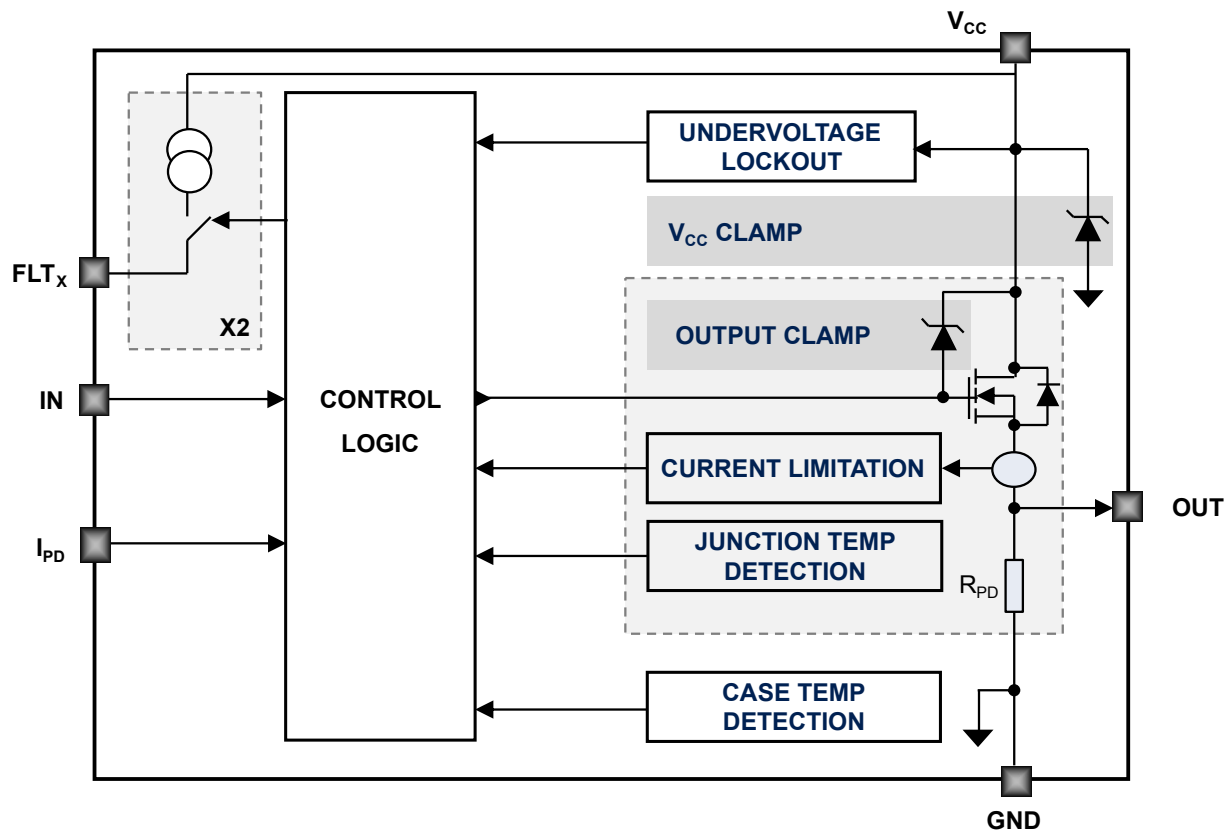 VCC
UNDERVOLTAGE
LOCKOUT
VCC CLAMP
FLTX
X2
OUTPUT CLAMP
IN
CONTROL
LOGIC
CURRENT LIMITATION
OUT
IPD
JUNCTION TEMP
DETECTION
RPD
CASE TEMP
DETECTION
GND